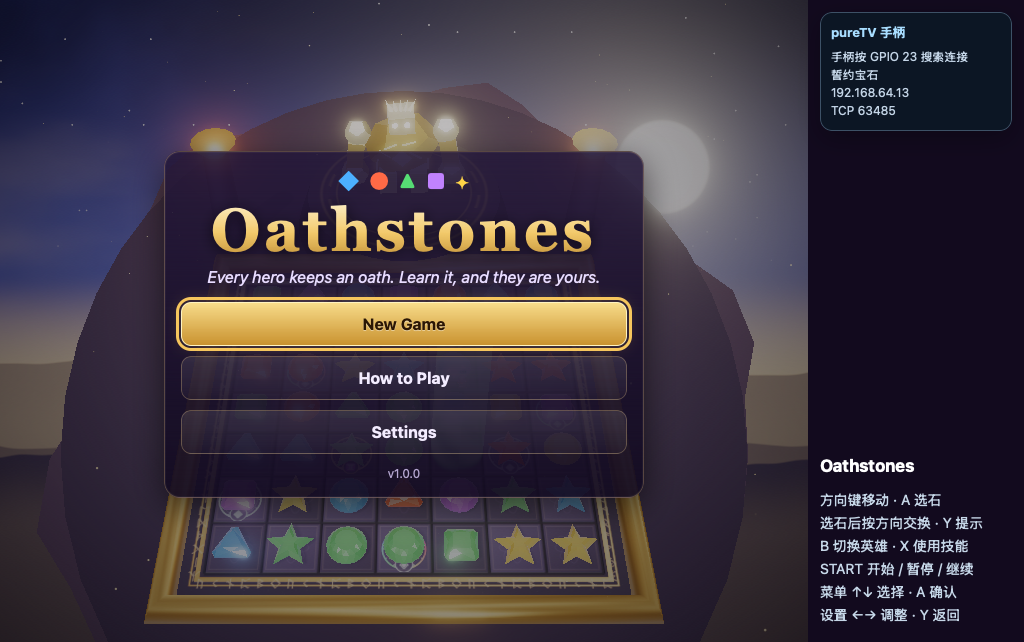 Oathstones
Every hero keeps an oath. Learn it, and they are yours.
New Game
How to Play
Settings
v1.0.0
pureTV 手柄
手柄按 GPIO 23 搜索连接
誓约宝石
192.168.64.13
TCP 63485
Oathstones
方向键移动 · A 选石
选石后按方向交换 · Y 提示
B 切换英雄 · X 使用技能
START 开始 / 暂停 / 继续
菜单 ↑↓ 选择 · A 确认
设置 ←→ 调整 · Y 返回